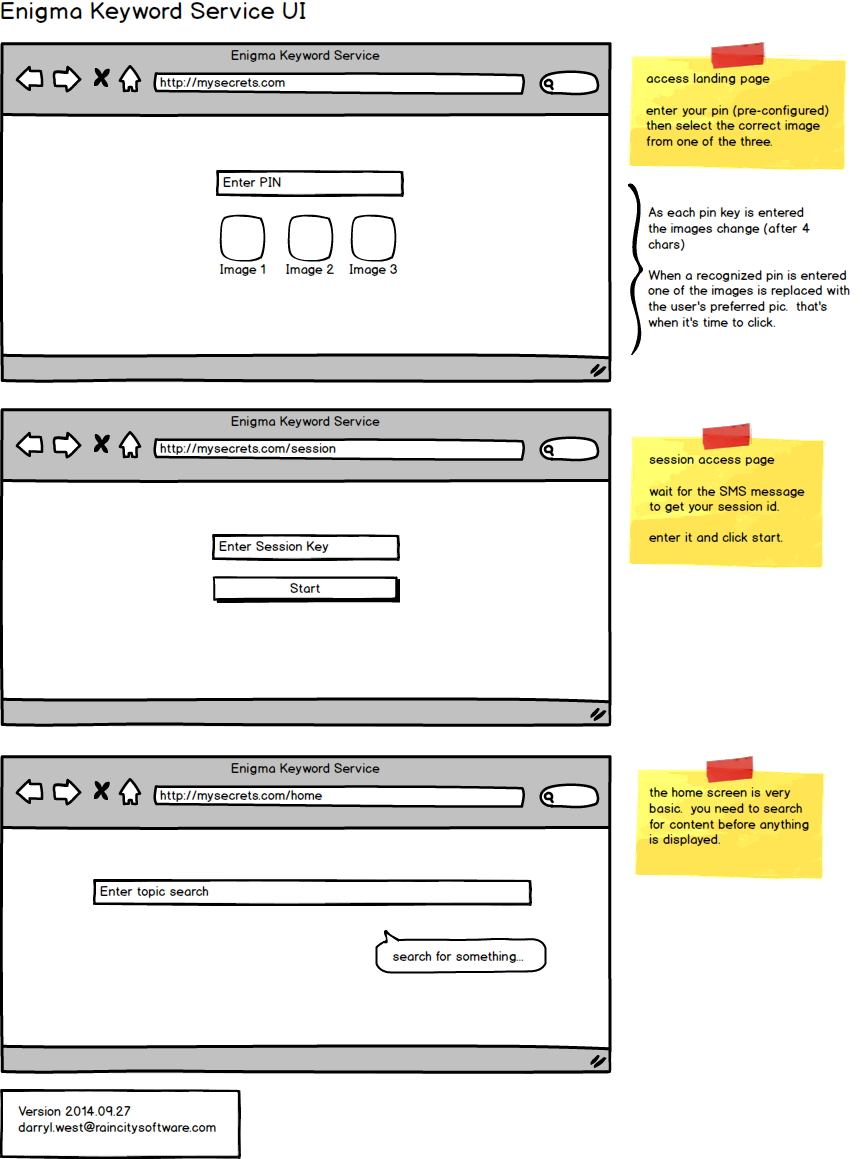 Enigma Keyword Service UI
Enigma Keyword Service
http://mysecrets.com
Enter PIN
Image 1 Image 2 Image 3
access landing page
enter your pin (pre-configured)
then select the correct image
from one of the three.
As each pin key is entered
the images change (after 4
chars)
When a recognized pin is entered
one of the images is replaced with
the user's preferred pic. that's
when it's time to click.
Enigma Keyword Service
http://mysecrets.com/session
Enter Session Key
Start
session access page
wait for the SMS message
to get your session id.
enter it and click start.
Enigma Keyword Service
http://mysecrets.com/home
Enter topic search
search for something...
the home screen is very
basic. you need to search
for content before anything
is displayed.
Version 2014.09.27
darryl.west@raincitysoftware.com